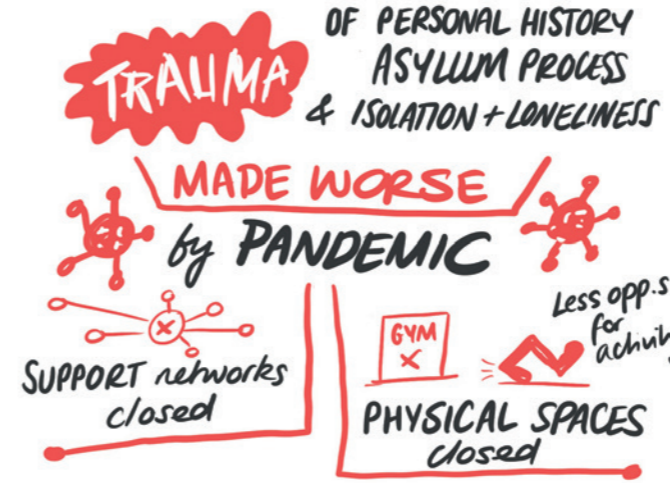 TRAUMA
OF PERSONAL HISTORY
ASYLUM PROCESS
& ISOLATION + LONELINESS
MADE WORSE
by PANDEMIC
X
SUPPORT networks
closed
GYM
X
Less opp.s
for
PHYSICAL SPACES
closed